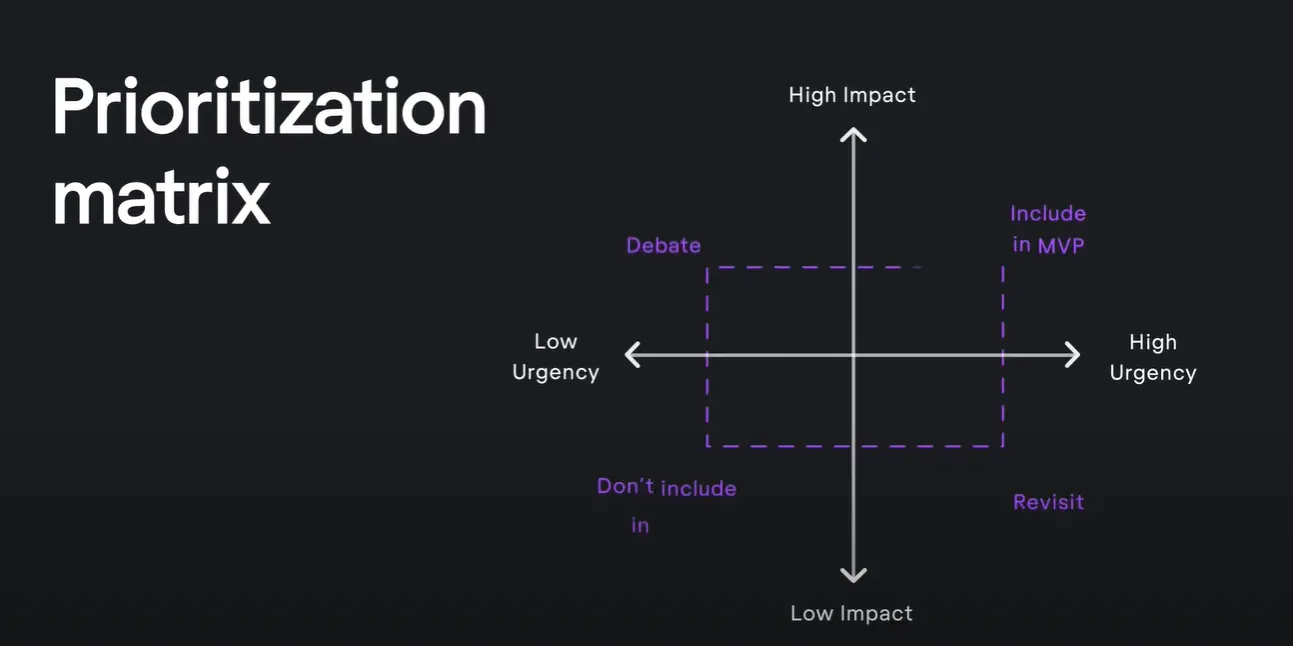 Prioritization
matrix
High Impact
Include
in MVP
Debate
Low
Urgency
High
Urgency
Don't include
in
Revisit
Low Impact